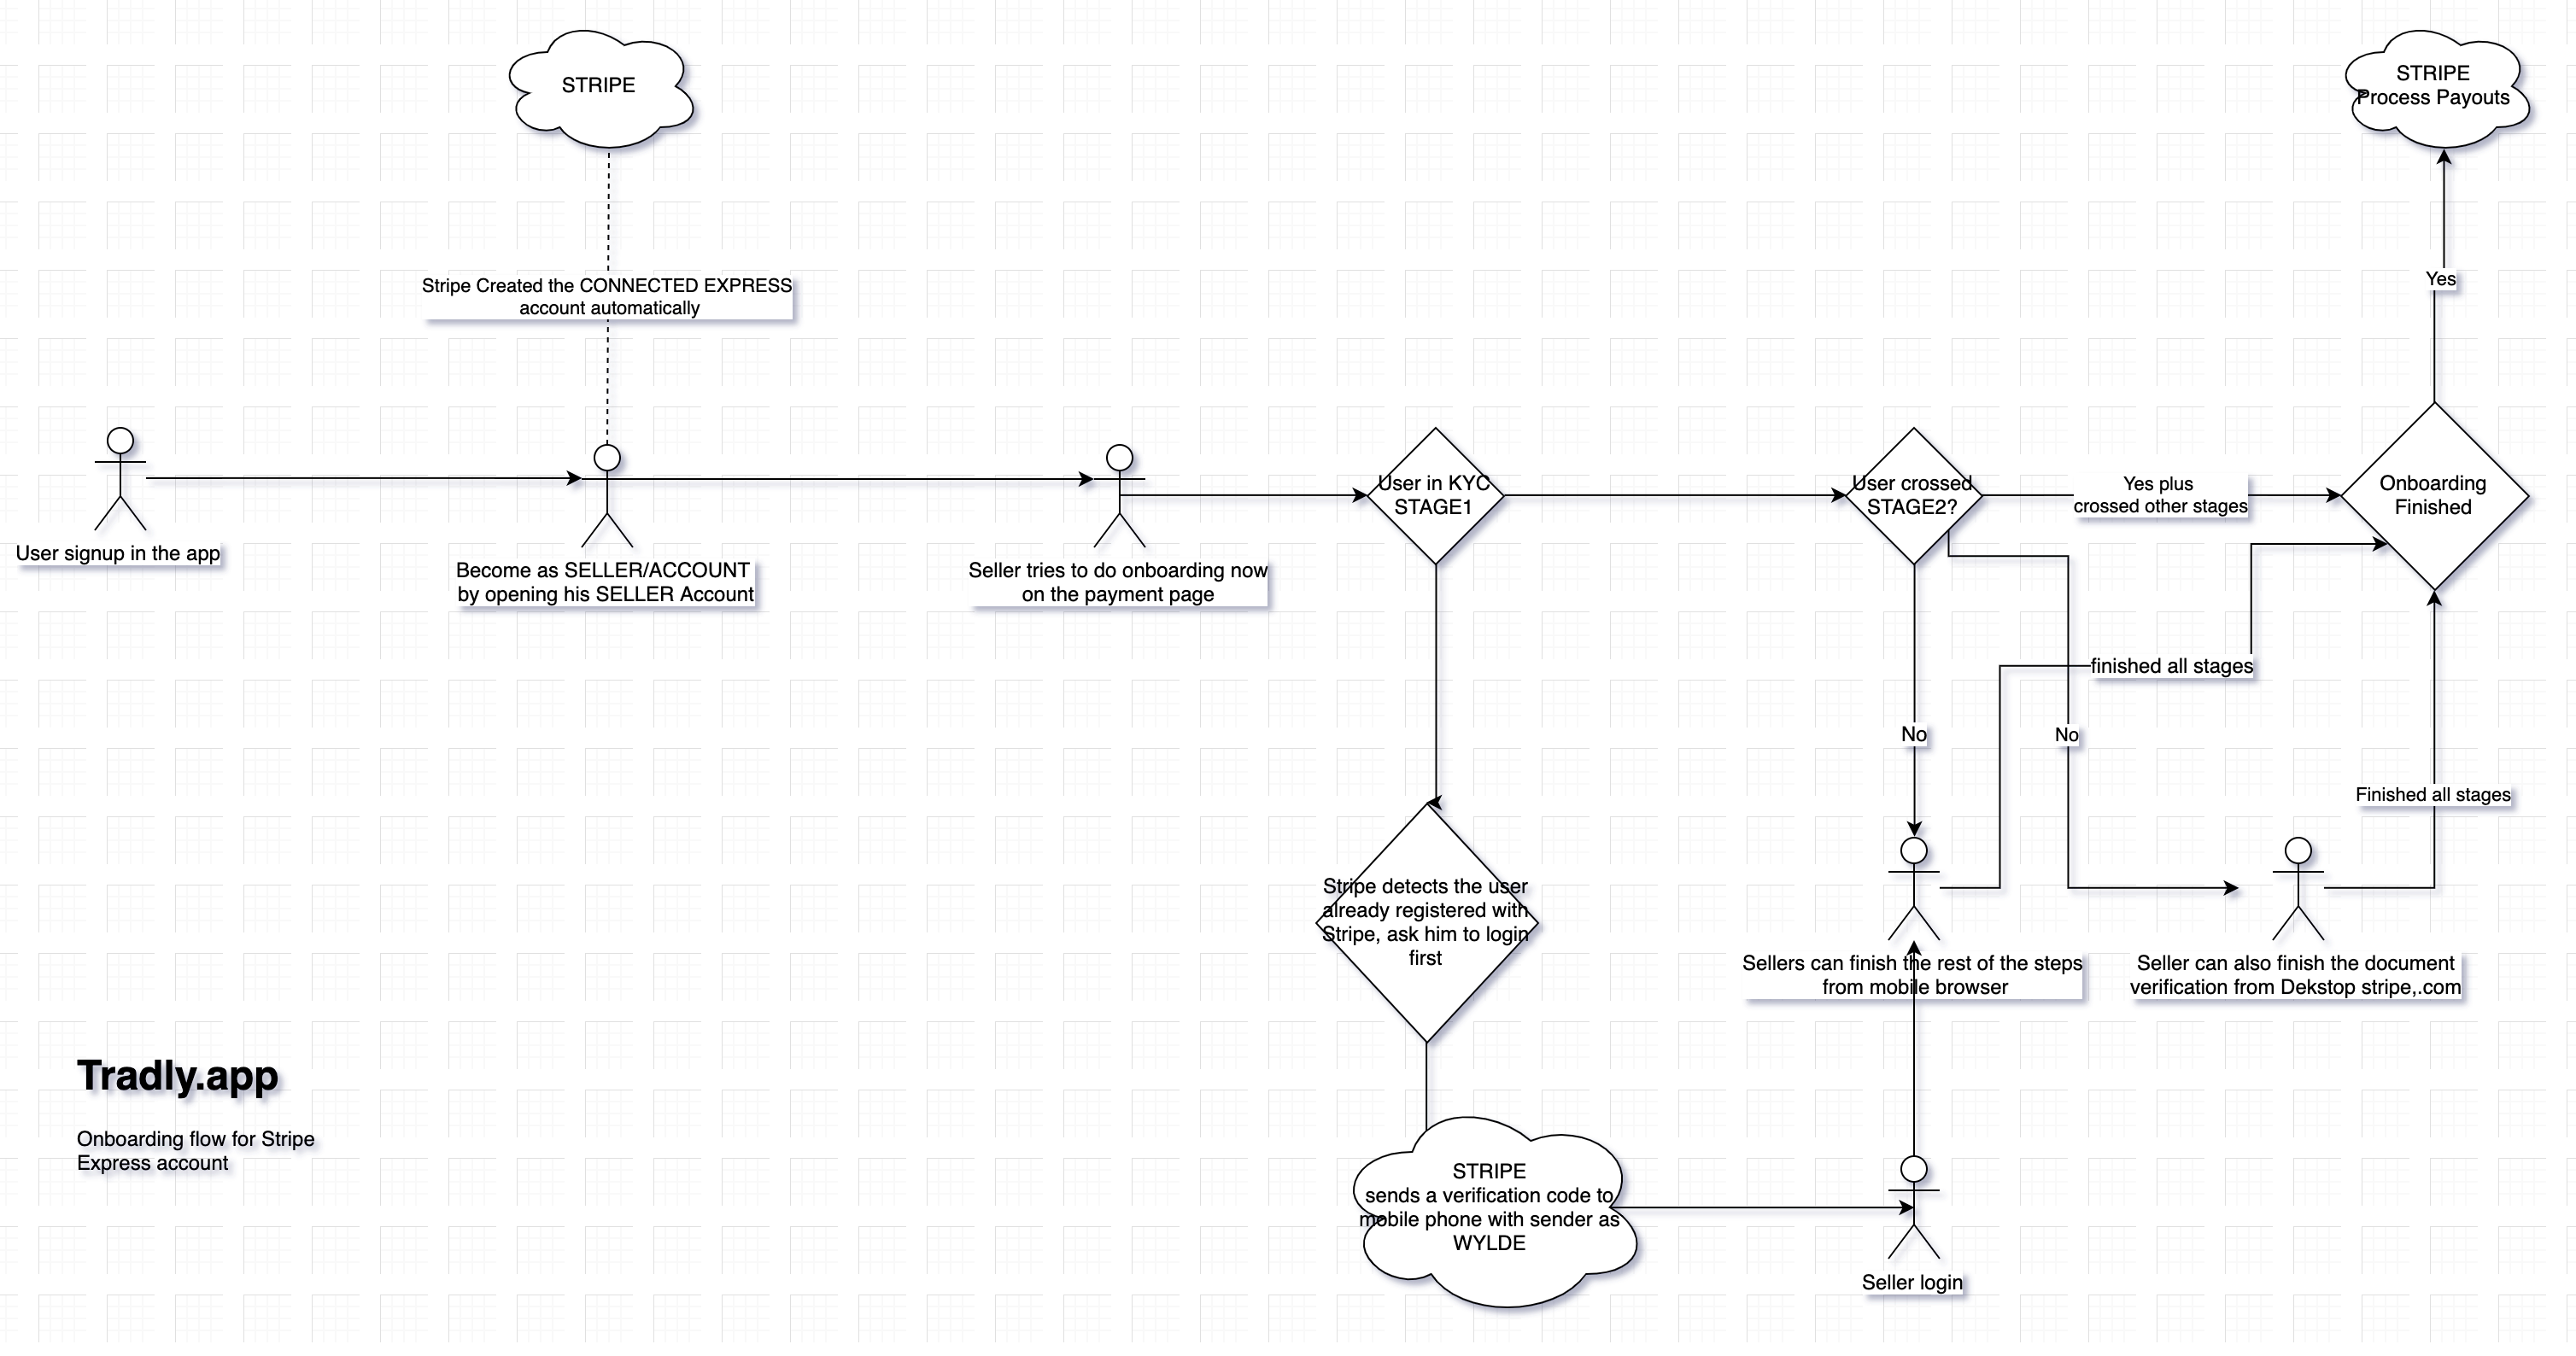 STRIPE
STRIPE
Process Payouts
Stripe Created the CONNECTED EXPRESS
account automatically
Yes
User signup in the app
Become as SELLER/ACCOUNT
by opening his SELLER Account
Seller tries to do onboarding now
on the payment page
User in KYC
STAGE1
User crossed
STAGE2?
Yes plus
crossed other stages
Onboarding
Finished
finished all stages
No
No
Finished all stages
Stripe detects the user
already registered with
Stripe, ask him to login
first
Sellers can finish the rest of the steps
from mobile browser
Seller can also finish the document
verification from Dekstop stripe,.com
Tradly.app
Onboarding flow for Stripe
Express account
STRIPE
sends a verification code to
mobile phone with sender as
WYLDE
Seller login